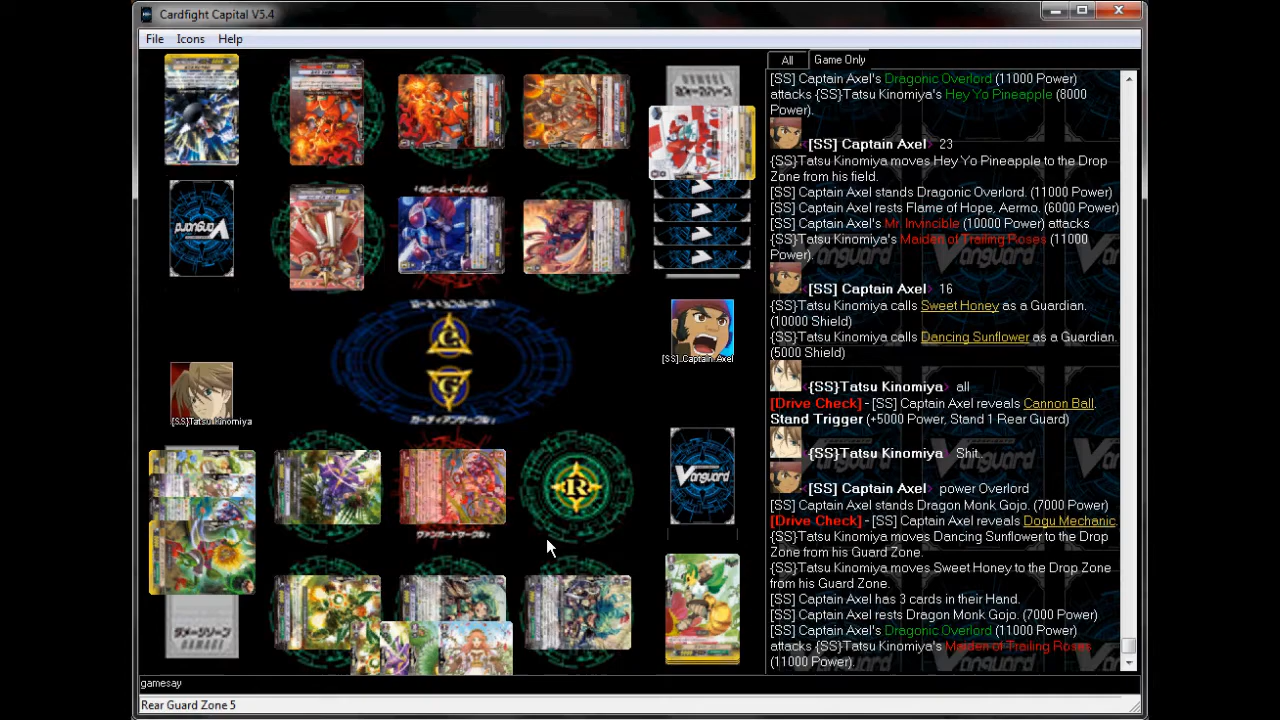 Cardfight Capital V5.4
File Icons Help
All Game Only
[SS] Captain Axel's Dragonic Overlord (11000 Power)
attacks {SS}Tatsu Kinomiya's Hey Yo Pineapple (8000
Power).
[SS] Captain Axel> 23
{SS}Tatsu Kinomiya moves Hey Yo Pineapple to the Drop
Zone from his field.
[SS] Captain Axel stands Dragonic Overlord. (11000 Power)
[SS] Captain Axel rests Flame of Hope, Aermo. (6000 Power)
[SS] Captain Axel's Mr. Invincible (10000 Power) attacks
{SS}Tatsu Kinomiya's Maiden of Trailing Roses (11000
Power).
[SS] Captain Axel> 16
{SS}Tatsu Kinomiya calls Sweet Honey as a Guardian.
(10000 Shield)
{SS}Tatsu Kinomiya calls Dancing Sunflower as a Guardian.
(5000 Shield)
{SS}Tatsu Kinomiya> all
[Drive Check] - [SS] Captain Axel reveals Cannon Ball.
Stand Trigger (+5000 Power, Stand 1 Rear Guard)
{SS}Tatsu Kinomiya> Shit..
[SS] Captain Axel> power Overlord
[SS] Captain Axel stands Dragon Monk Gojo. (7000 Power)
[Drive Check] - [SS] Captain Axel reveals Dogu Mechanic.
{SS}Tatsu Kinomiya moves Dancing Sunflower to the Drop
Zone from his Guard Zone.
{SS}Tatsu Kinomiya moves Sweet Honey to the Drop Zone
from his Guard Zone.
[SS] Captain Axel has 3 cards in their Hand.
[SS] Captain Axel rests Dragon Monk Gojo. (7000 Power)
[SS] Captain Axel's Dragonic Overlord (11000 Power)
attacks {SS}Tatsu Kinomiya's Maiden of Trailing Roses
(11000 Power).
[SS] Captain Axel
{SS}Tatsu Kinomiya
G
G
R
Vanguard
Vanguard
gamesay
Rear Guard Zone 5